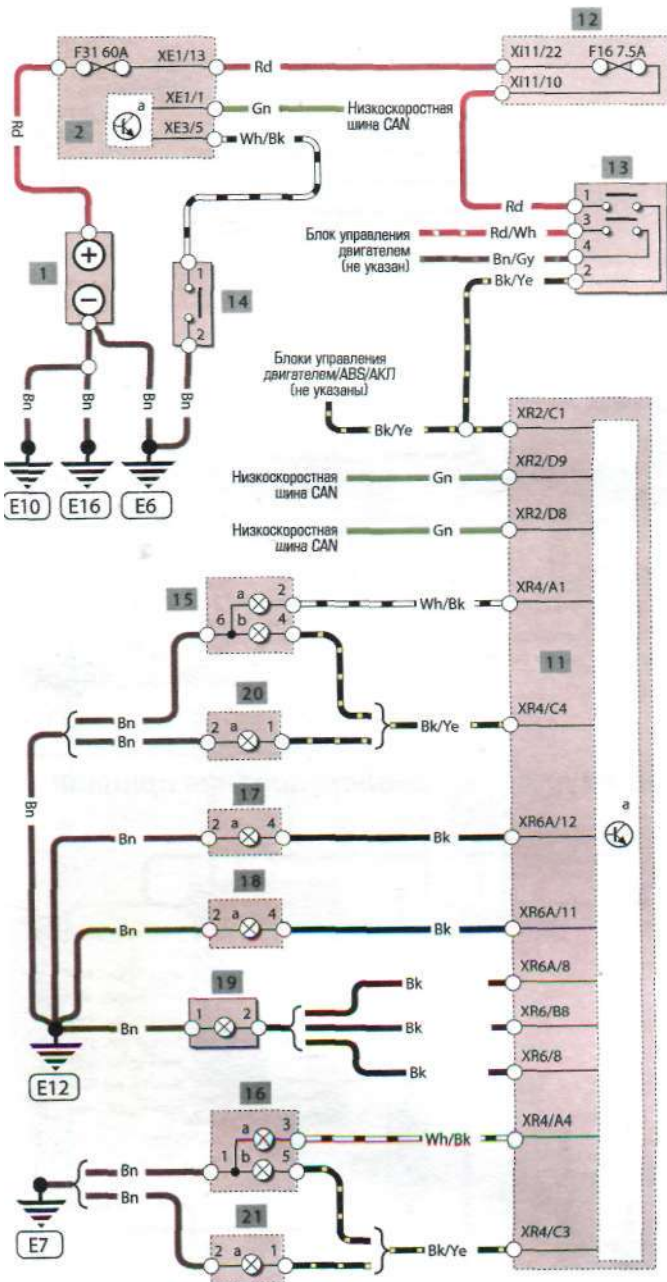 12
F31 60A XE1/13
Rd
Xi11/22 F16 7.5A
Xi11/10
a XE1/1
Gn
Низкоскоростная
шина CAN
2
XE3/5
Wh/Bk
Rd
13
1
Rd
3
Rd/Wh
Блок управления
двигателем
(не указан)
4
Bn/Gy
2
Bk/Ye
1
1
14
2
Блоки управления
двигателем/ABS/АКП
(не указаны)
Bn Bn Bn Bn
Bk/Ye
XR2/C1
E10 E16 E6
Низкоскоростная
шина CAN
Gn
XR2/D9
Низкоскоростная
шина CAN
Gn
XR2/D8
15
a 2
6 b 4
Wh/Bk
XR4/A1
11
20
Bn
Bn
2 a 1
Bk/Ye
XR4/C4
Bn
17
Bn
2 a 4
Bk
XR6A/12
a
18
Bn
2 a 4
Bk
XR6A/11
Bk
XR6A/8
19
Bn
1 2
Bk
XR6/B8
Bk
XR6/8
E12
16
a 3
1 b 5
Wh/Bk
XR4/A4
Bn
Bn
E7
21
2 a 1
Bk/Ye
XR4/C3